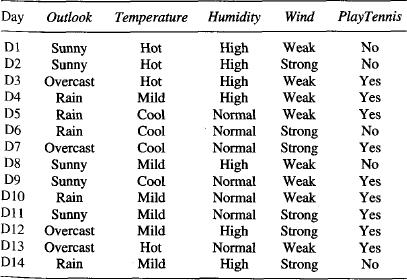 Day Outlook Temperature Humidity Wind PlayTennis
D1 Sunny Hot High Weak No
D2 Sunny Hot High Strong No
D3 Overcast Hot High Weak Yes
D4 Rain Mild High Weak Yes
D5 Rain Cool Normal Weak Yes
D6 Rain Cool Normal Strong No
D7 Overcast Cool Normal Strong Yes
D8 Sunny Mild High Weak No
D9 Sunny Cool Normal Weak Yes
D10 Rain Mild Normal Weak Yes
D11 Sunny Mild Normal Strong Yes
D12 Overcast Mild High Strong Yes
D13 Overcast Hot Normal Weak Yes
D14 Rain Mild High Strong No